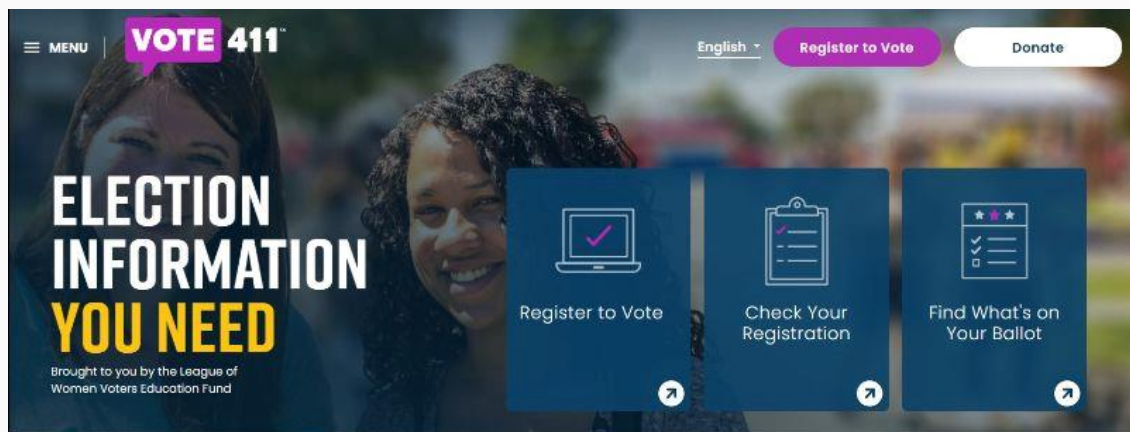 MENU
VOTE 411™
English
Register to Vote
Donate
ELECTION
INFORMATION
YOU NEED
Brought to you by the League of
Women Voters Education Fund
Register to Vote
Check Your
Registration
Find What's on
Your Ballot